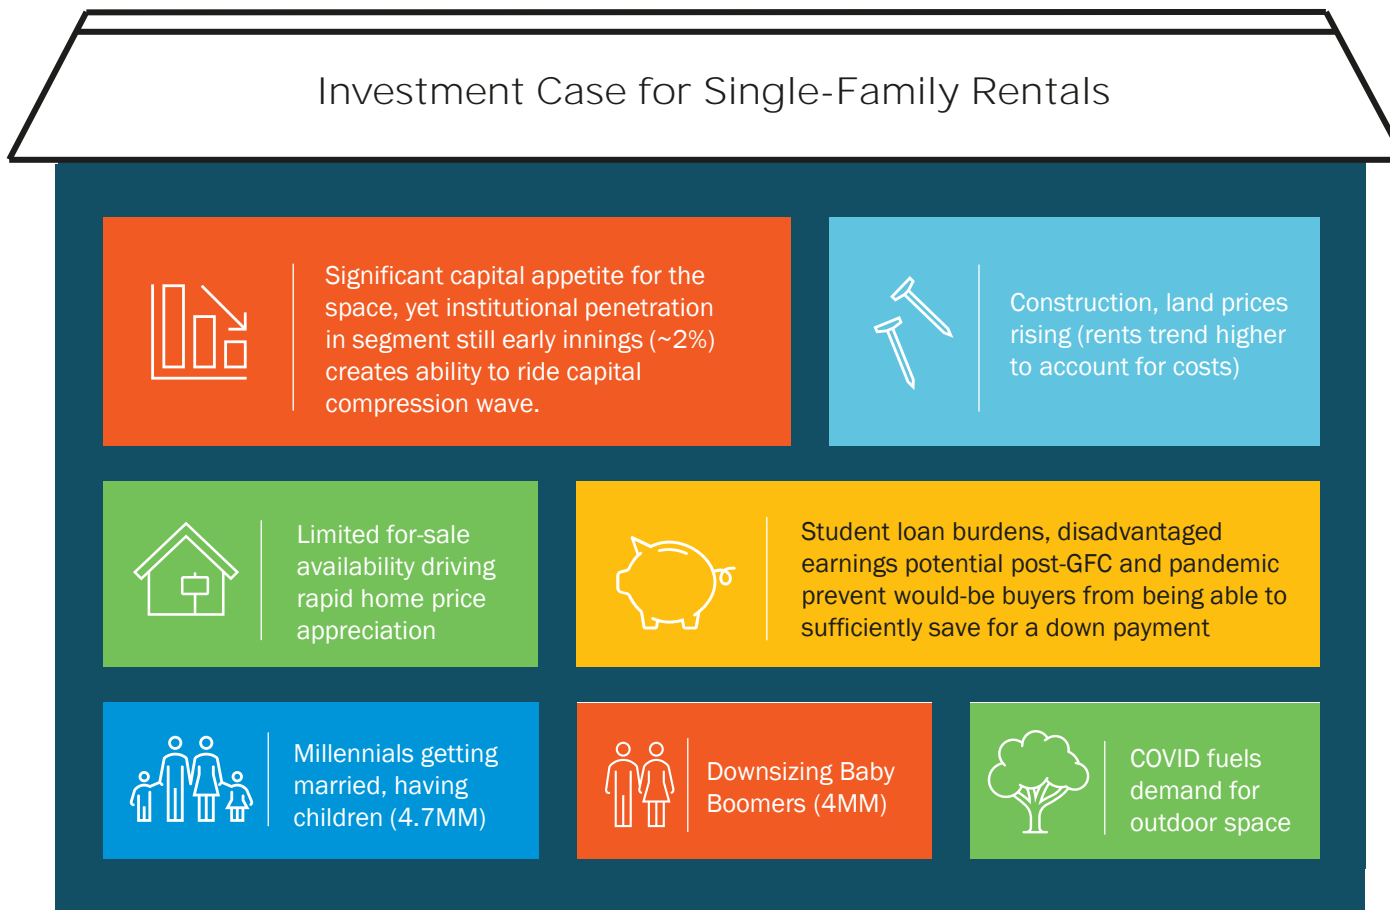 Investment Case for Single-Family Rentals
Significant capital appetite for the
space, yet institutional penetration
in segment still early innings (~2%)
creates ability to ride capital
compression wave.
Construction, land prices
rising (rents trend higher
to account for costs)
Limited for-sale
availability driving
rapid home price
appreciation
Student loan burdens, disadvantaged
earnings potential post-GFC and pandemic
prevent would-be buyers from being able to
sufficiently save for a down payment
Millennials getting
married, having
children (4.7MM)
Downsizing Baby
Boomers (4MM)
COVID fuels
demand for
outdoor space